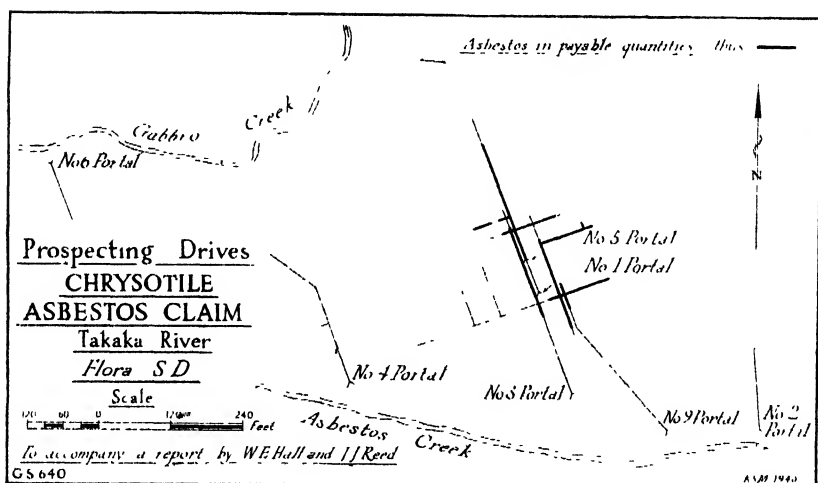 Asbestos in payable quantities thus
Gabbro Creek
No 6 Portal
N
No 5 Portal
No 1 Portal
Prospecting Drives
CHRYSOTILE
ASBESTOS CLAIM
Takaka River
Flora S D
Scale
120 60 0 120 240 Feet
No 4 Portal
No 8 Portal
No 9 Portal
No 2 Portal
Asbestos Creek
To accompany a report by W E Hall and J J Reed
G S 640
1940